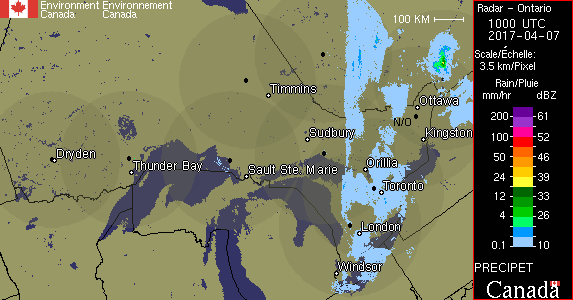 Environment Environnement
Canada Canada
100 KM
Timmins
Ottawa
N/O
Sudbury
Kingston
Dryden
Thunder Bay
Sault Ste. Marie
Orillia
Toronto
London
Windsor
Radar - Ontario
1000 UTC
2017-04-07
Scale/Échelle:
3.5 km/Pixel
Rain/Pluie
mm/hr dBZ
200 61
100 52
50 46
24 39
12 33
4 26
0.1 10
PRECIPET
Canada